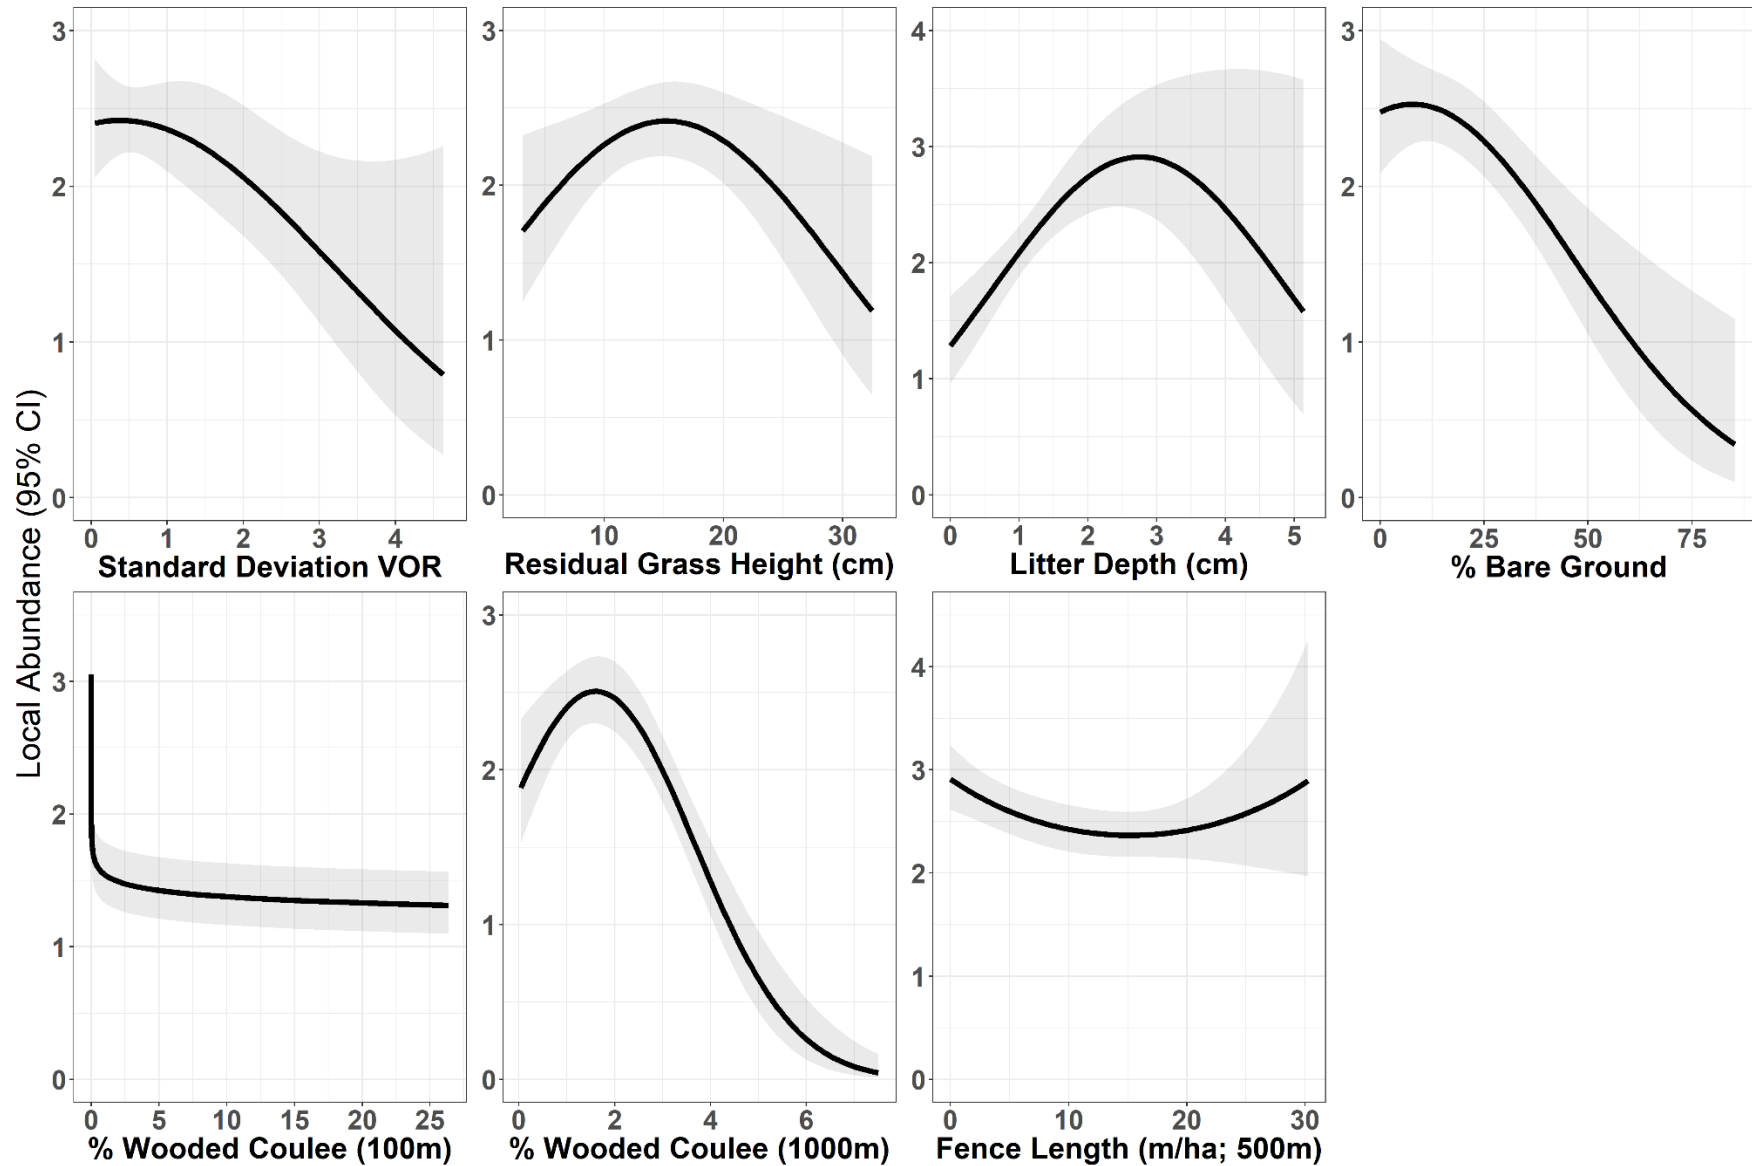 Local Abundance (95% CI)
3
2
1
0
0 1 2 3 4
Standard Deviation VOR
3
2
1
0
10 20 30
Residual Grass Height (cm)
4
3
2
1
0
0 1 2 3 4 5
Litter Depth (cm)
3
2
1
0
0 25 50 75
% Bare Ground
3
2
1
0
0 5 10 15 20 25
% Wooded Coulee (100m)
3
2
1
0
0 2 4 6
% Wooded Coulee (1000m)
4
3
2
1
0
0 10 20 30
Fence Length (m/ha; 500m)